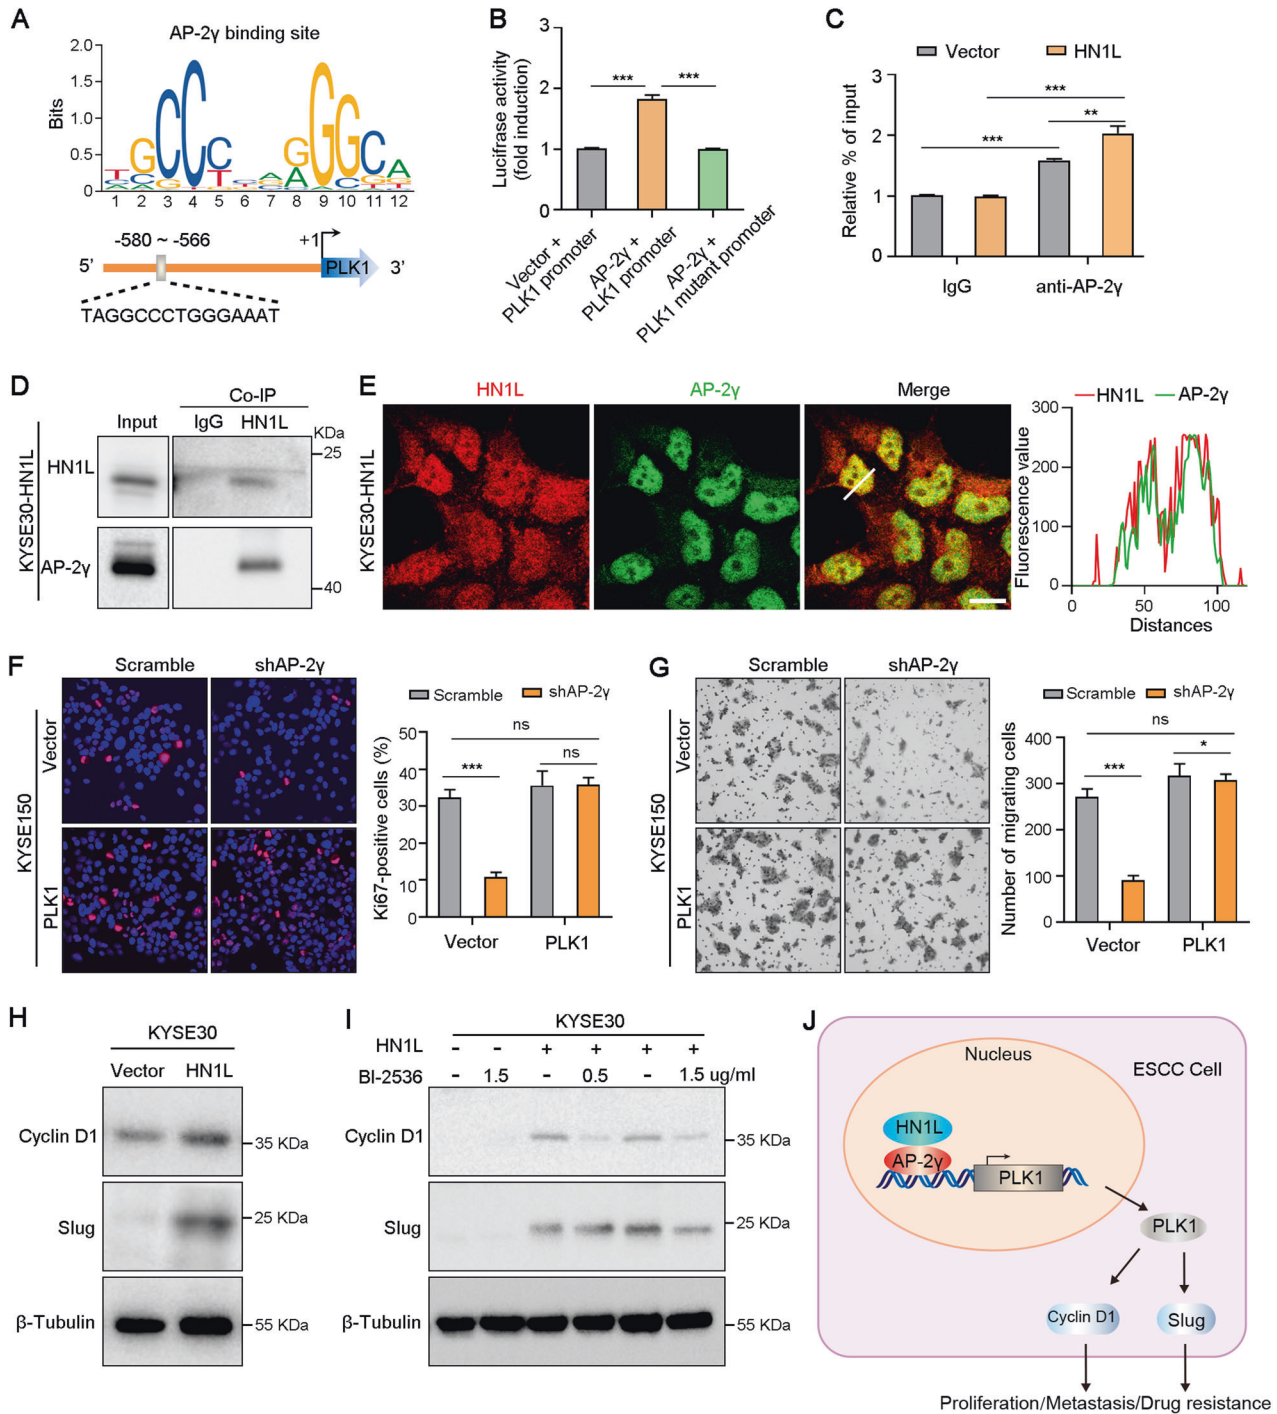 A
AP-2γ binding site
Bits
2.0
1.5
1.0
0.5
0
1 2 3 4 5 6 7 8 9 10 11 12
-580 ~ -566
+1
5' PLK1 3'
TAGGCCCTGGGAAAT
B
Lucifrase activity
(fold induction)
3
2
1
0
*** ***
Vector +
PLK1 promoter
AP-2γ +
PLK1 promoter
AP-2γ +
PLK1 mutant promoter
C
Vector HN1L
Relative % of input
3
2
1
0
***
**
***
IgG anti-AP-2γ
D
Co-IP
Input IgG HN1L
KDa
25
KYSE30-HN1L
HN1L
AP-2γ
40
E
HN1L AP-2γ Merge
KYSE30-HN1L
HN1L AP-2γ
Fluorescence value
300
200
100
0
0 50 100
Distances
F
Scramble shAP-2γ
KYSE150
Vector
PLK1
Scramble shAP-2γ
Ki67-positive cells (%)
50
40
30
20
10
0
ns
ns
***
Vector PLK1
G
Scramble shAP-2γ
KYSE150
Vector
PLK1
Scramble shAP-2γ
Number of migrating cells
400
300
200
100
0
ns
*
***
Vector PLK1
H
KYSE30
Vector HN1L
Cyclin D1
35 KDa
Slug
25 KDa
β-Tubulin
55 KDa
I
KYSE30
HN1L - - + + + +
BI-2536 - 1.5 - 0.5 - 1.5 ug/ml
Cyclin D1
35 KDa
Slug
25 KDa
β-Tubulin
55 KDa
J
Nucleus
ESCC Cell
HN1L
AP-2γ
PLK1
PLK1
Cyclin D1
Slug
Proliferation/Metastasis/Drug resistance